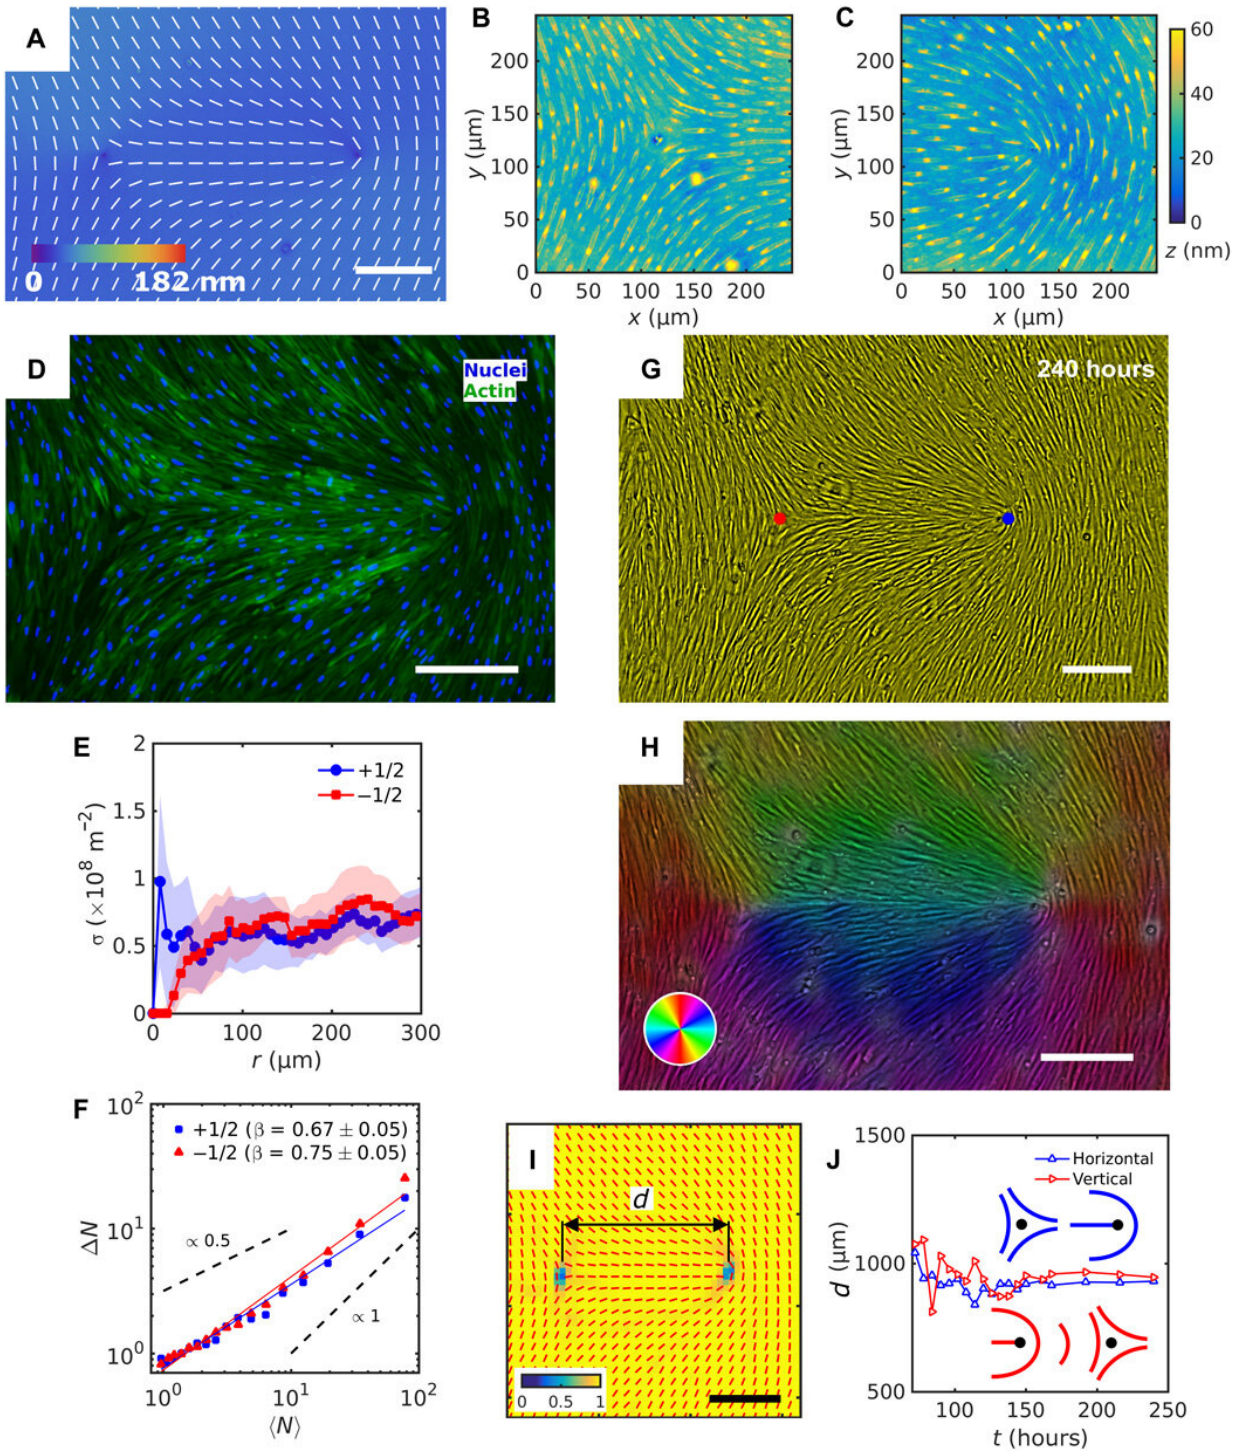 A
0
182 nm
B
200
150
100
50
0
y (μm)
0 50 100 150 200
x (μm)
C
200
150
100
50
0
y (μm)
0 50 100 150 200
x (μm)
60
40
20
0
z (nm)
D
Nuclei
Actin
G
240 hours
E
+1/2
−1/2
2
1.5
1
0.5
0
σ (×10⁸ m⁻²)
0 100 200 300
r (μm)
H
F
+1/2 (β = 0.67 ± 0.05)
−1/2 (β = 0.75 ± 0.05)
10²
10¹
10⁰
ΔN
∝ 0.5
∝ 1
10⁰ 10¹ 10²
⟨N⟩
I
d
0 0.5 1
J
Horizontal
Vertical
1500
1000
500
d (μm)
100 150 200 250
t (hours)